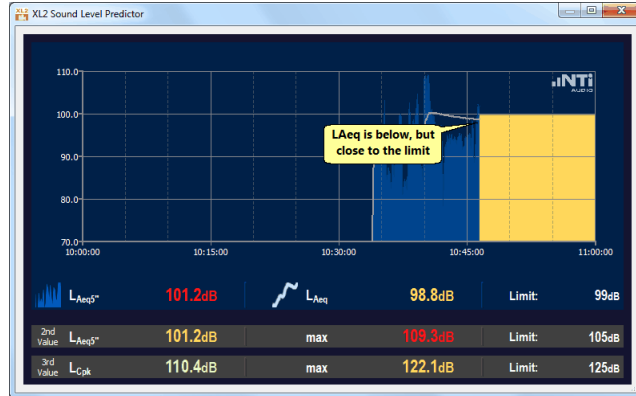 XL2 Sound Level Predictor
110.0
NTi
AUDIO
100.0
LAeq is below, but
close to the limit
90.0
80.0
70.0
10:00:00 10:15:00 10:30:00 10:45:00 11:00:00
LAeq5" 101.2dB LAeq 98.8dB Limit: 99dB
2nd
Value LAeq5" 101.2dB max 109.3dB Limit: 105dB
3rd
Value LCpk 110.4dB max 122.1dB Limit: 125dB